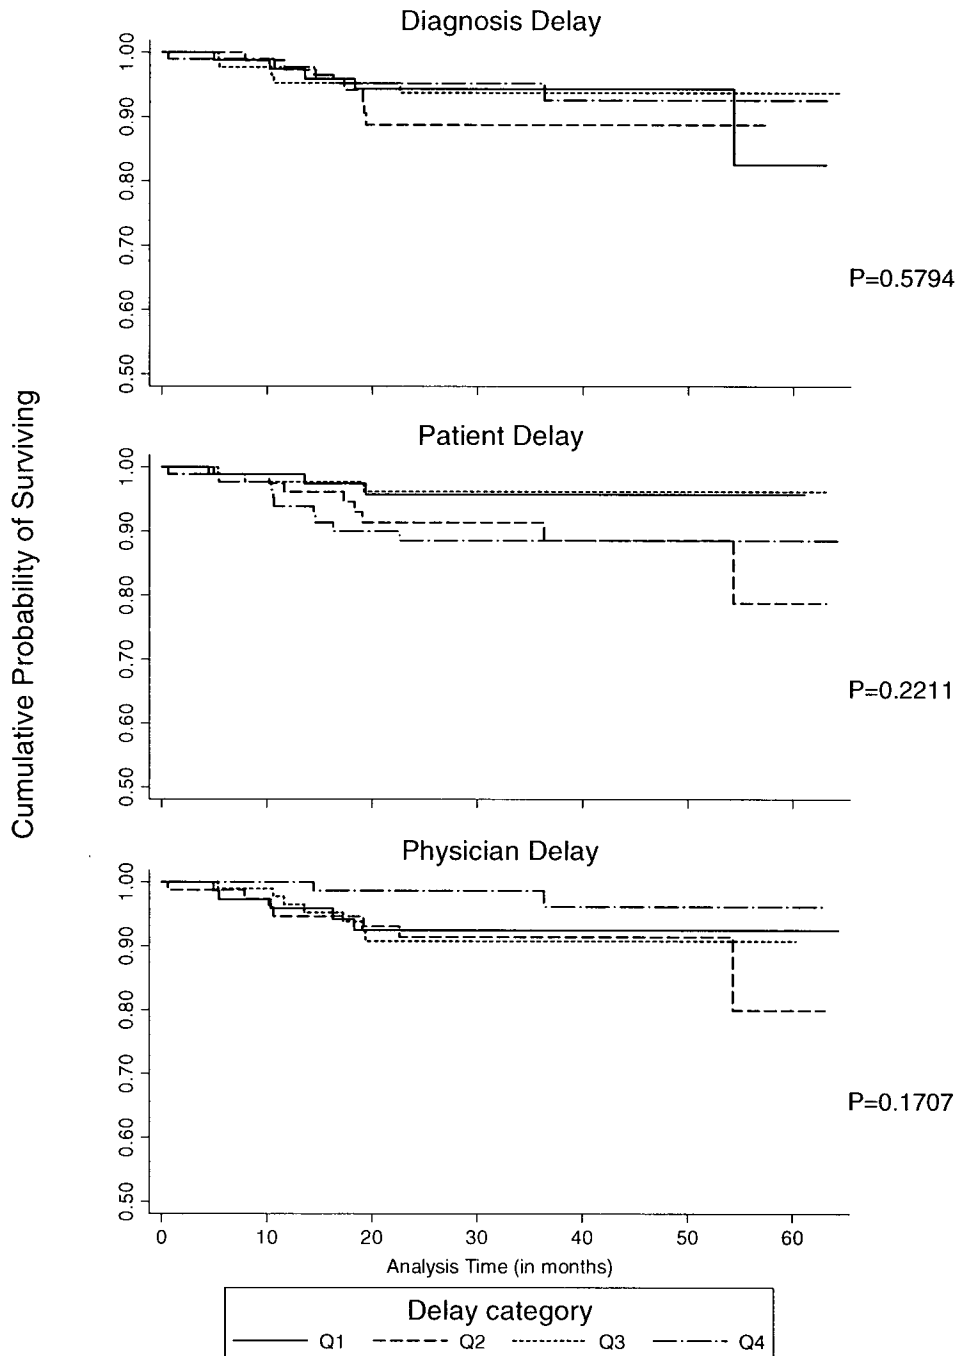 Diagnosis Delay
1.00
0.90
0.80
0.70
0.60
0.50
P=0.5794
Cumulative Probability of Surviving
Patient Delay
1.00
0.90
0.80
0.70
0.60
0.50
P=0.2211
Physician Delay
1.00
0.90
0.80
0.70
0.60
0.50
P=0.1707
0 10 20 30 40 50 60
Analysis Time (in months)
Delay category
Q1 Q2 Q3 Q4